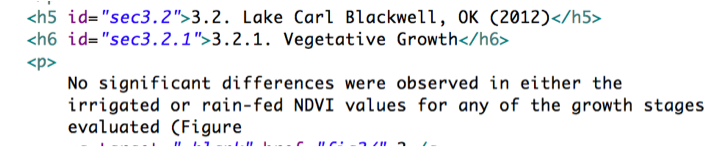 <h5 id="sec3.2">3.2. Lake Carl Blackwell, OK (2012)</h5>
<h6 id="sec3.2.1">3.2.1. Vegetative Growth</h6>
<p>
No significant differences were observed in either the
irrigated or rain-fed NDVI values for any of the growth stages
evaluated (Figure